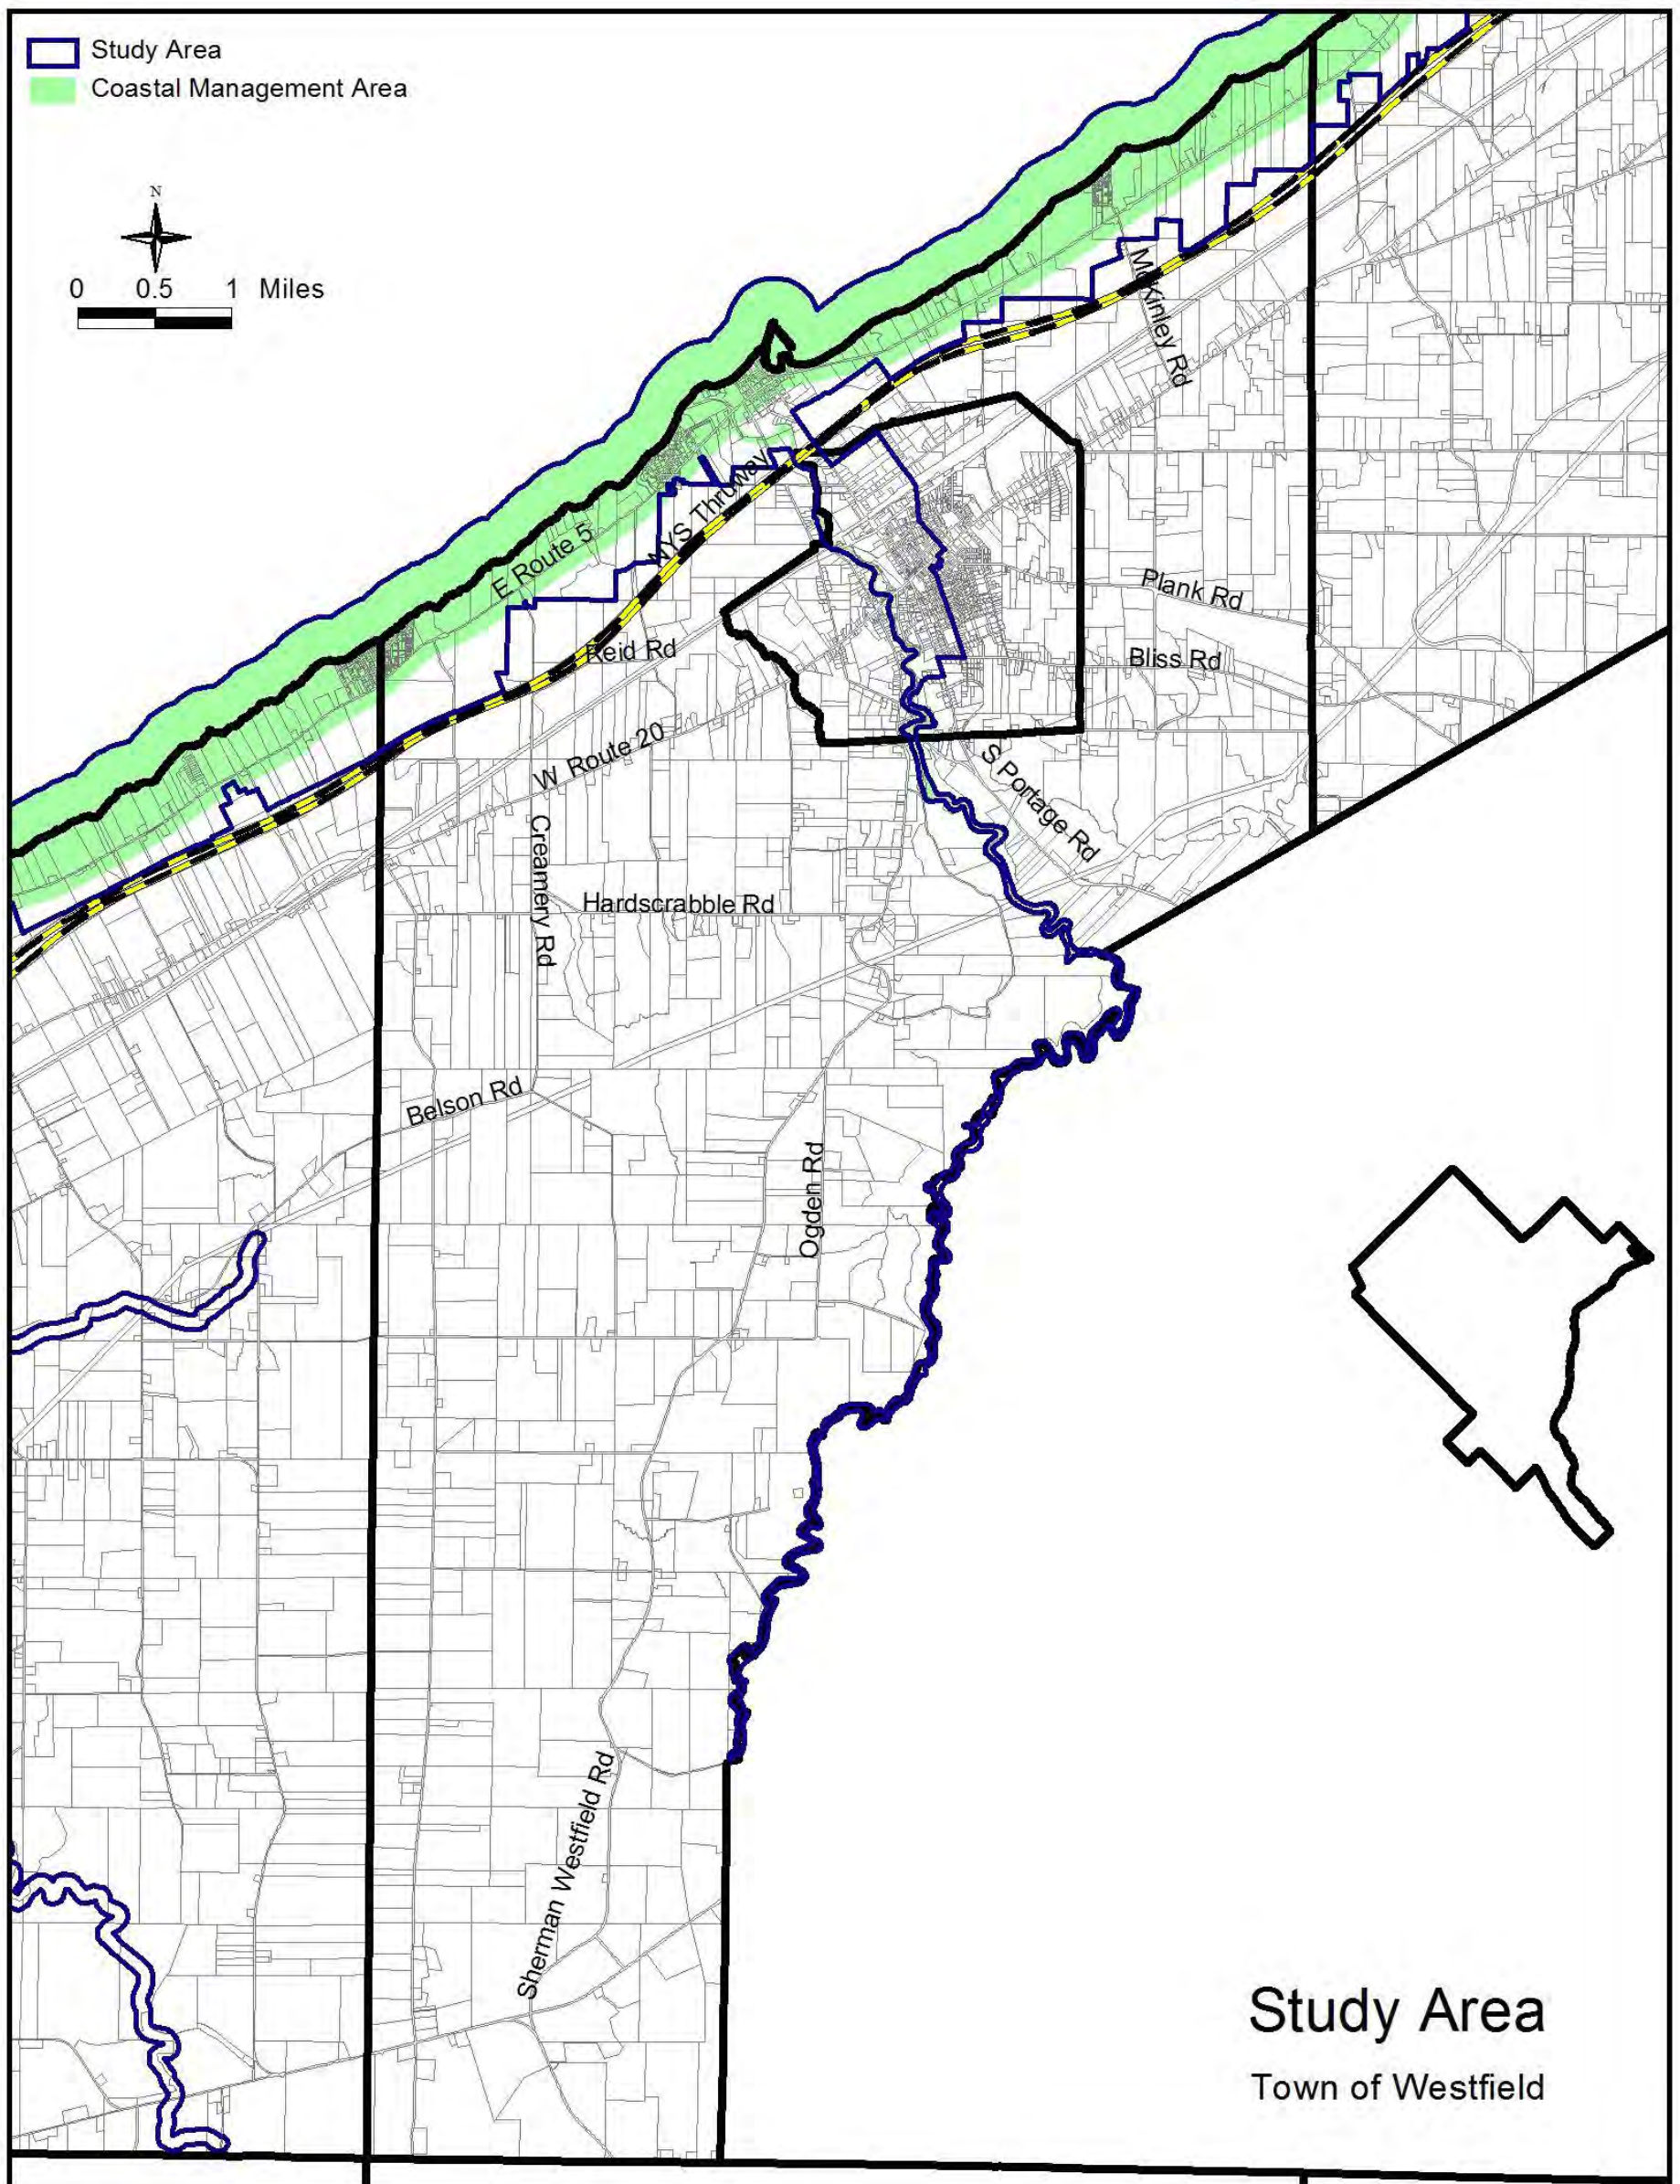 Study Area
Coastal Management Area
N
0 0.5 1 Miles
McKinley Rd
NYS Thruway
E Route 5
Plank Rd
Reid Rd
Bliss Rd
W Route 20
S Portage Rd
Creamery Rd
Hardscrabble Rd
Belson Rd
Ogden Rd
Sherman Westfield Rd
Study Area
Town of Westfield